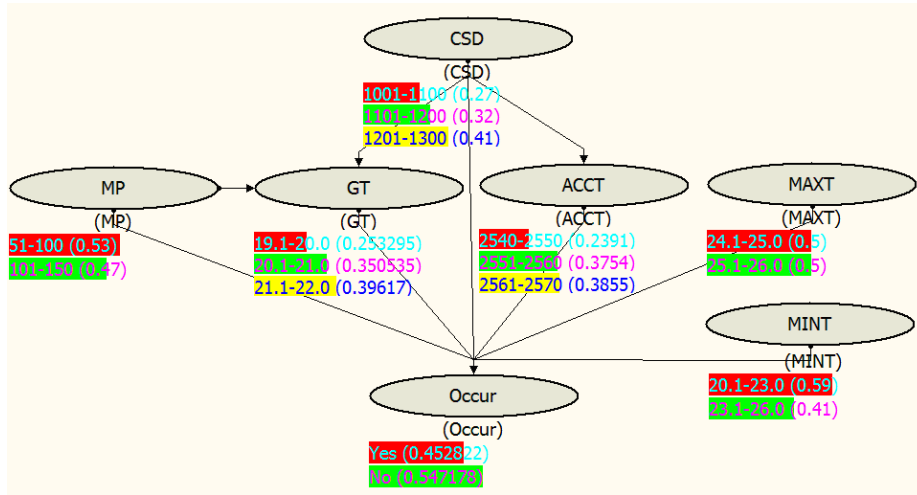 CSD
(CSD)
1001-1100 (0.27)
1101-1200 (0.32)
1201-1300 (0.41)
MP
(MP)
51-100 (0.53)
101-150 (0.47)
GT
(GT)
19.1-20.0 (0.253295)
20.1-21.0 (0.350535)
21.1-22.0 (0.39617)
ACCT
(ACCT)
2540-2550 (0.2391)
2551-2560 (0.3754)
2561-2570 (0.3855)
MAXT
(MAXT)
24.1-25.0 (0.5)
25.1-26.0 (0.5)
MINT
(MINT)
20.1-23.0 (0.59)
23.1-26.0 (0.41)
Occur
(Occur)
Yes (0.452822)
No (0.547178)